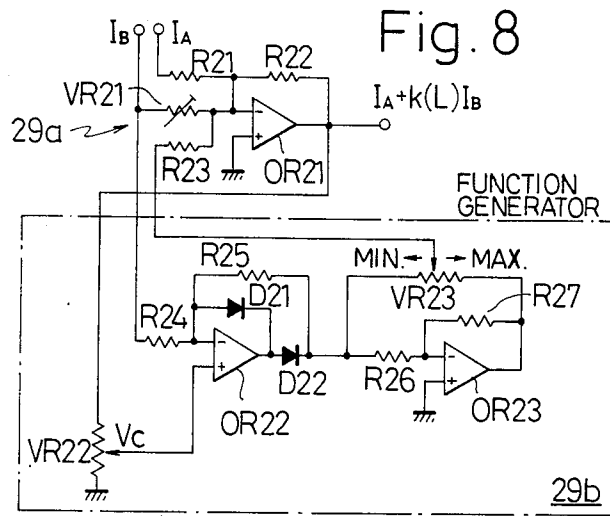 Fig. 8
IB IA
R21 R22
VR21
IA+k(L)IB
29a
R23 OR21
FUNCTION
GENERATOR
R25 MIN. MAX.
D21 VR23 R27
R24
D22 R26
OR22 OR23
VR22 Vc
29b